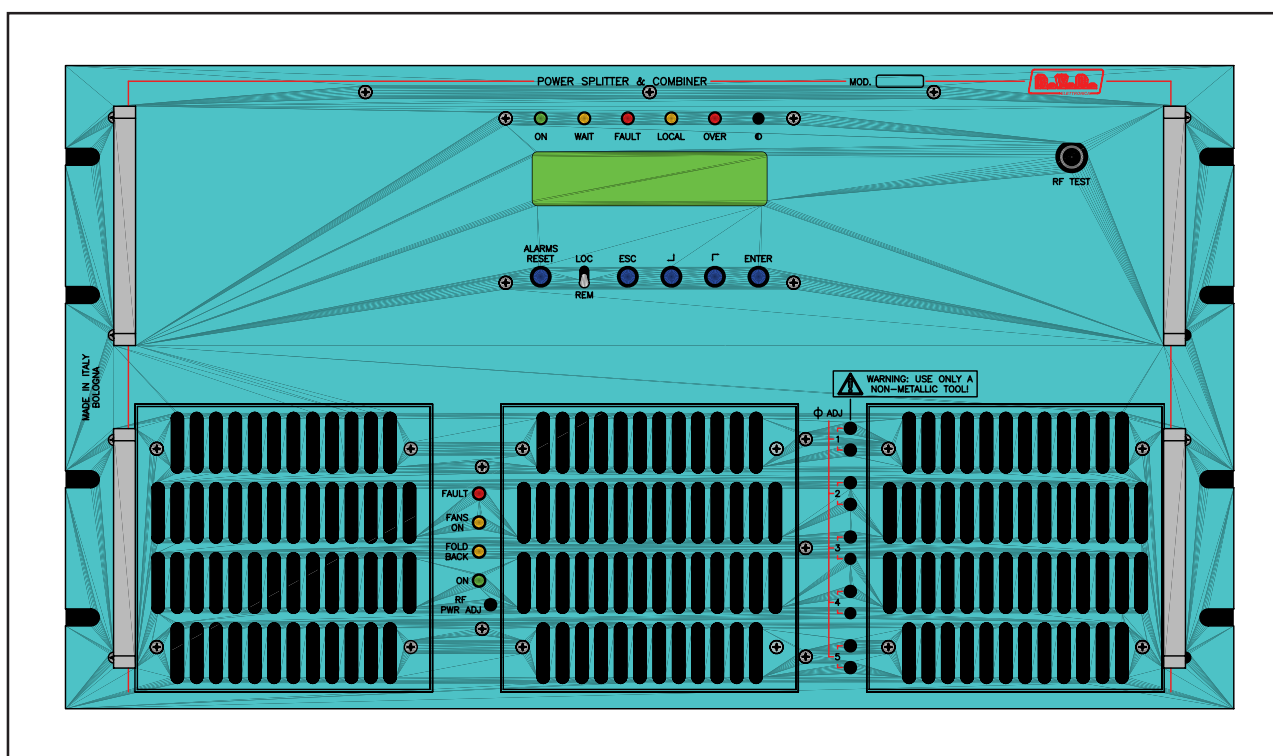 POWER SPLITTER & COMBINER
MOD.
R.V.R.
ON
WAIT
FAULT
LOCAL
OVER
RF TEST
ALARMS
RESET
LOC
REM
ESC
ENTER
MADE IN ITALY
BOLOGNA
WARNING: USE ONLY A
NON-METALLIC TOOL!
Φ ADJ
1
2
3
4
5
FAULT
FANS
ON
FOLD
BACK
ON
RF
PWR ADJ